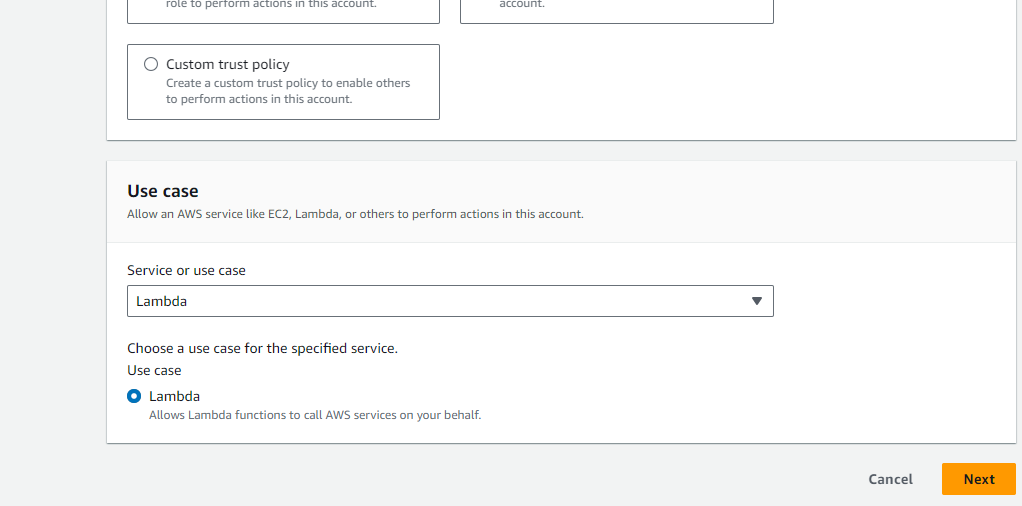 role to perform actions in this account.
account.
Custom trust policy
Create a custom trust policy to enable others
to perform actions in this account.
Use case
Allow an AWS service like EC2, Lambda, or others to perform actions in this account.
Service or use case
Lambda
Choose a use case for the specified service.
Use case
Lambda
Allows Lambda functions to call AWS services on your behalf.
Cancel
Next